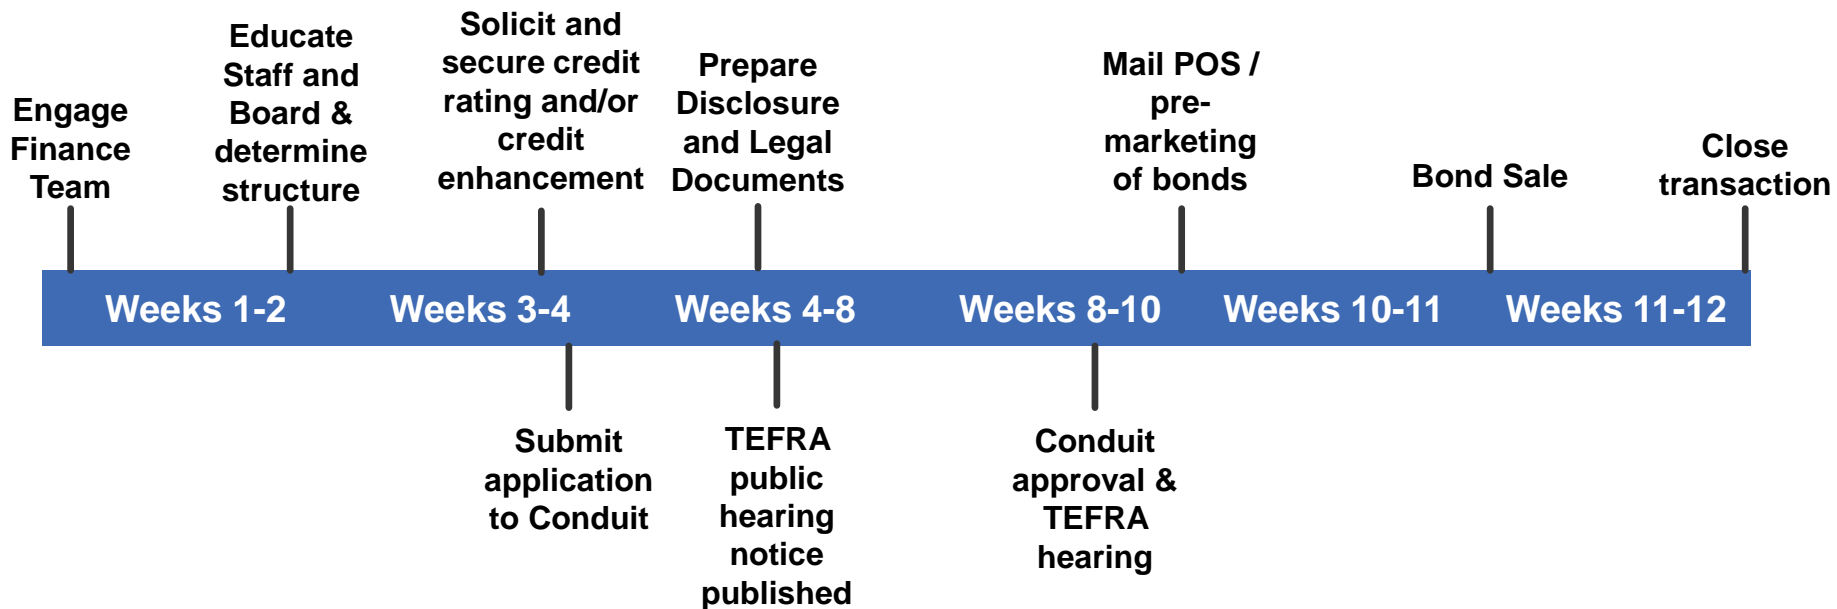 Engage
Finance
Team
Educate
Staff and
Board &
determine
structure
Solicit and
secure credit
rating and/or
credit
enhancement
Prepare
Disclosure
and Legal
Documents
Mail POS /
pre-
marketing
of bonds
Bond Sale
Close
transaction
Weeks 1-2
Weeks 3-4
Weeks 4-8
Weeks 8-10
Weeks 10-11
Weeks 11-12
Submit
application
to Conduit
TEFRA
public
hearing
notice
published
Conduit
approval &
TEFRA
hearing